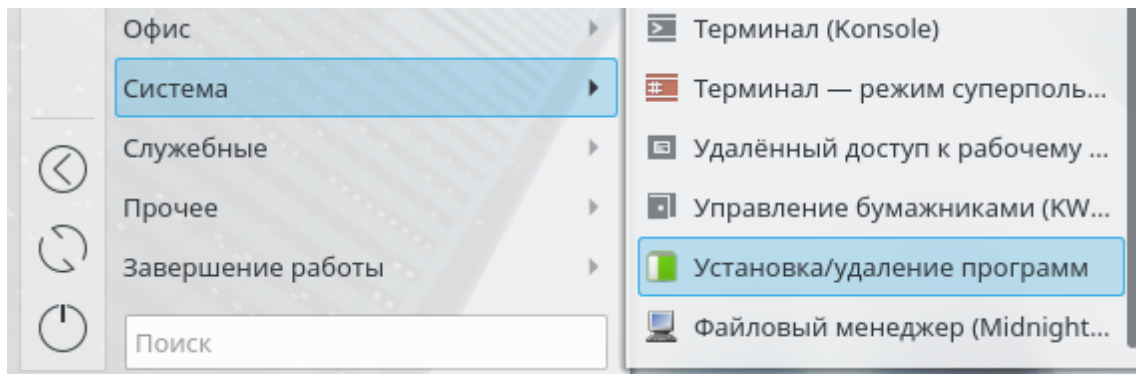 Офис
Система
Служебные
Прочее
Завершение работы
Поиск
Терминал (Konsole)
Терминал — режим суперполь...
Удалённый доступ к рабочему ...
Управление бумажниками (KW...
Установка/удаление программ
Файловый менеджер (Midnight...